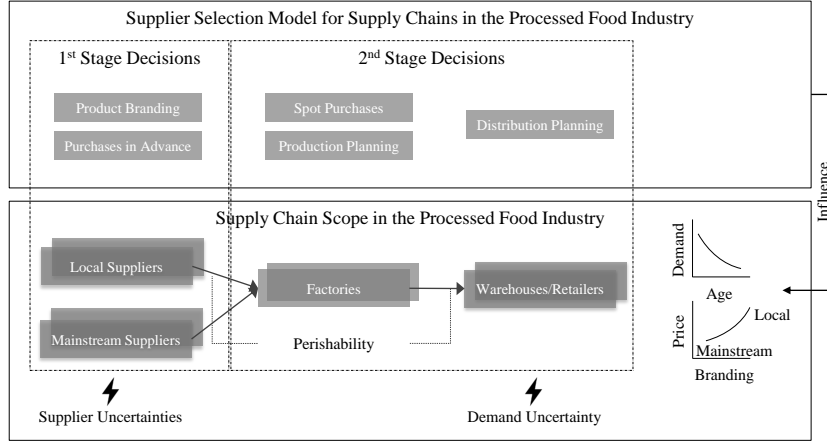 Supplier Selection Model for Supply Chains in the Processed Food Industry
1st Stage Decisions
2nd Stage Decisions
Product Branding
Purchases in Advance
Spot Purchases
Production Planning
Distribution Planning
Influence
Supply Chain Scope in the Processed Food Industry
Local Suppliers
Mainstream Suppliers
Factories
Warehouses/Retailers
Perishability
Demand
Age
Price
Local
Mainstream
Branding
Supplier Uncertainties
Demand Uncertainty